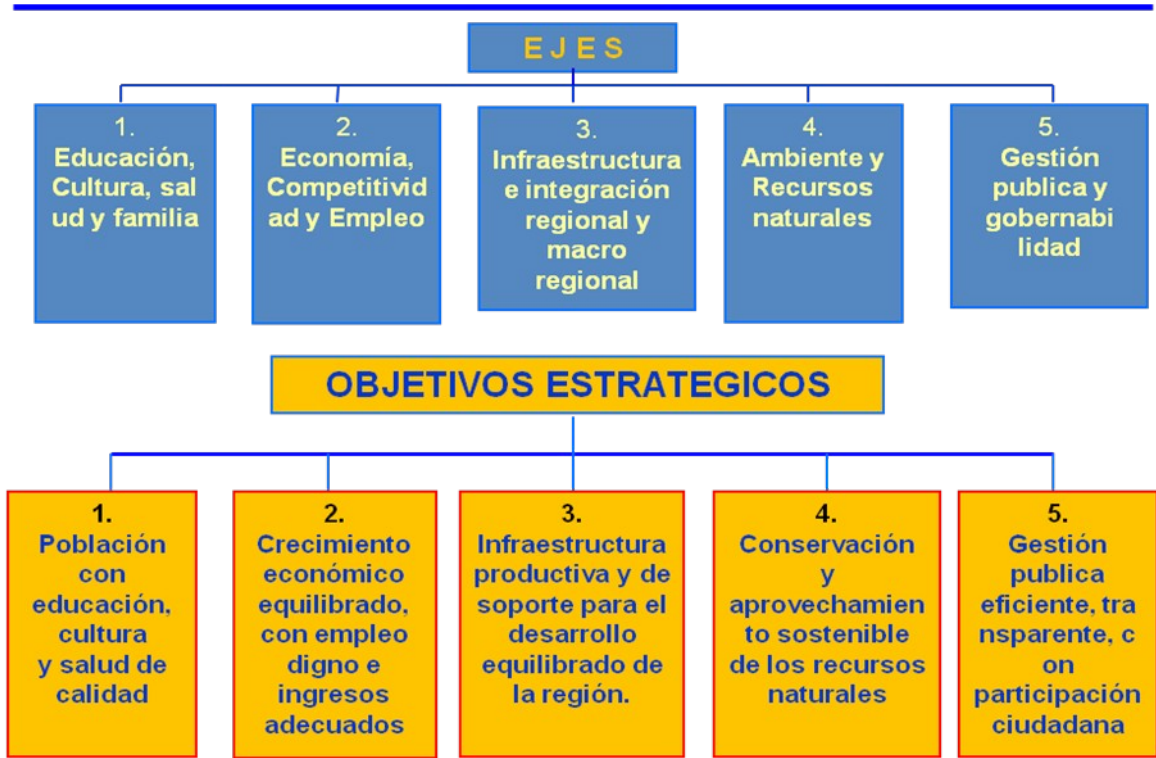 E J E S
1.
Educación,
Cultura, sal
ud y familia
2.
Economía,
Competitivid
ad y Empleo
3.
Infraestructura
e integración
regional y
macro
regional
4.
Ambiente y
Recursos
naturales
5.
Gestión
publica y
gobernabi
lidad
OBJETIVOS ESTRATEGICOS
1.
Población
con
educación,
cultura
y salud de
calidad
2.
Crecimiento
económico
equilibrado,
con empleo
digno e
ingresos
adecuados
3.
Infraestructura
productiva y de
soporte para el
desarrollo
equilibrado de
la región.
4.
Conservación
y
aprovechamien
to sostenible
de los recursos
naturales
5.
Gestión
publica
eficiente, tra
nsparente, c
on
participación
ciudadana